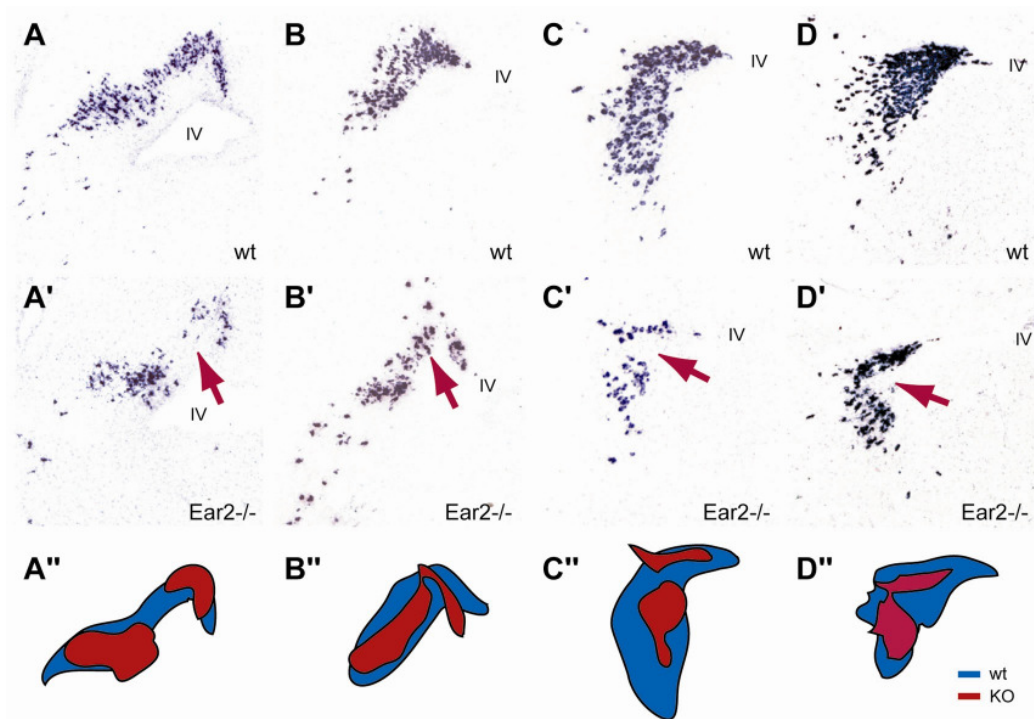 A B C D
IV IV IV IV
wt wt wt wt
A' B' C' D'
IV IV IV IV
Ear2-/- Ear2-/- Ear2-/- Ear2-/-
A" B" C" D"
wt
KO